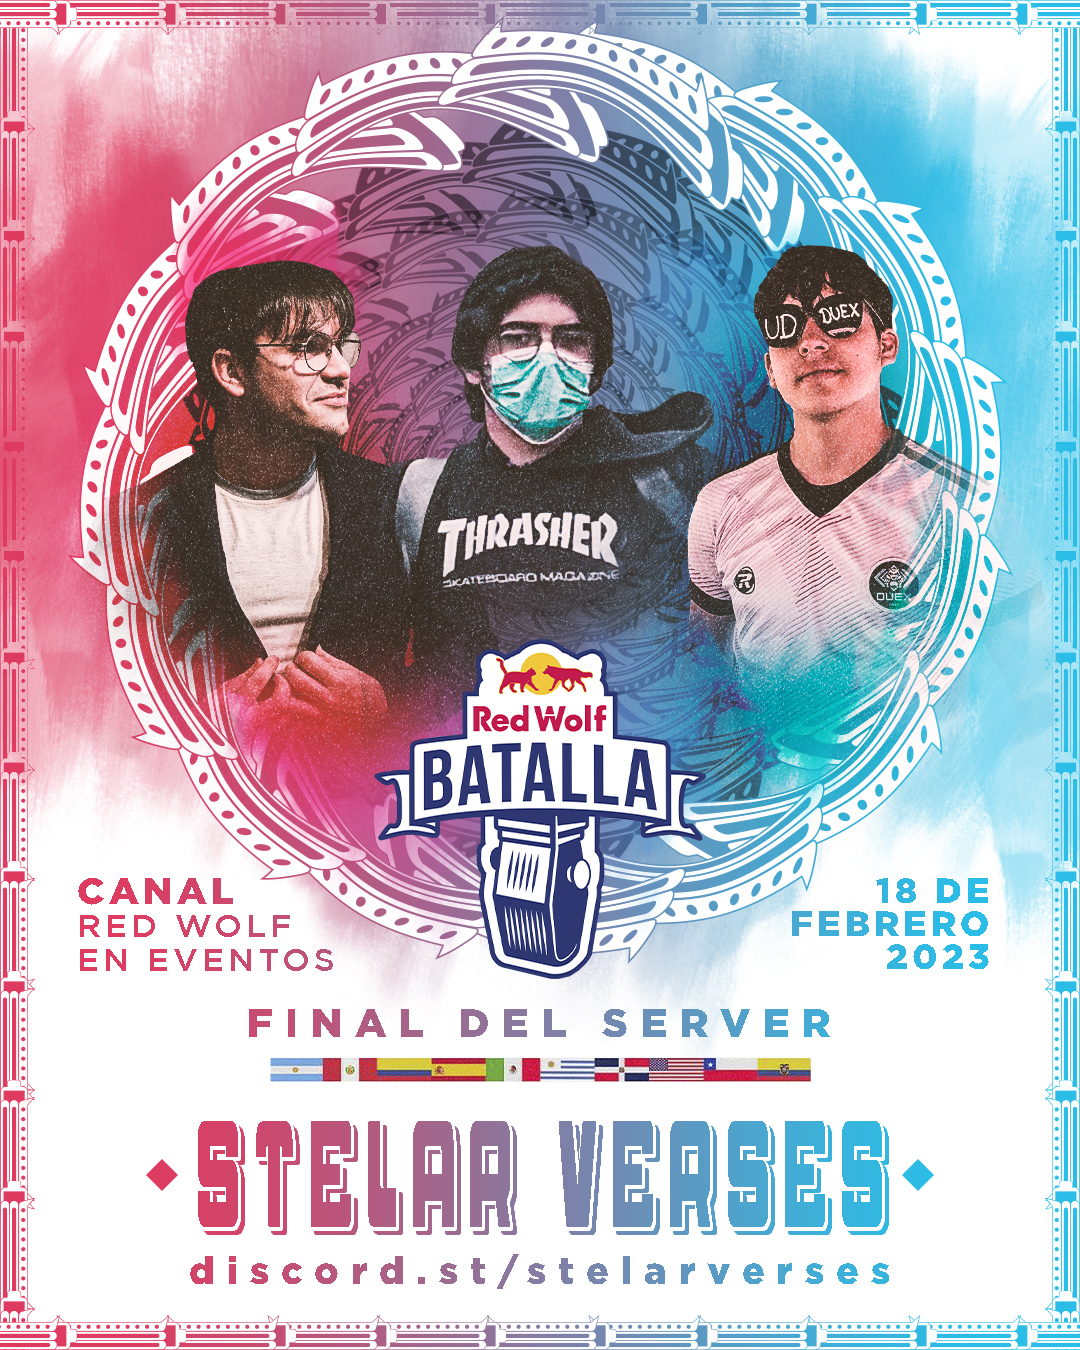 UD DUEX
THRASHER
SKATEBOARD MAGAZINE
R
DUEX
Red Wolf
BATALLA
CANAL
RED WOLF
EN EVENTOS
18 DE
FEBRERO
2023
FINAL DEL SERVER
STELAR VERSES
discord.st/stelarverses